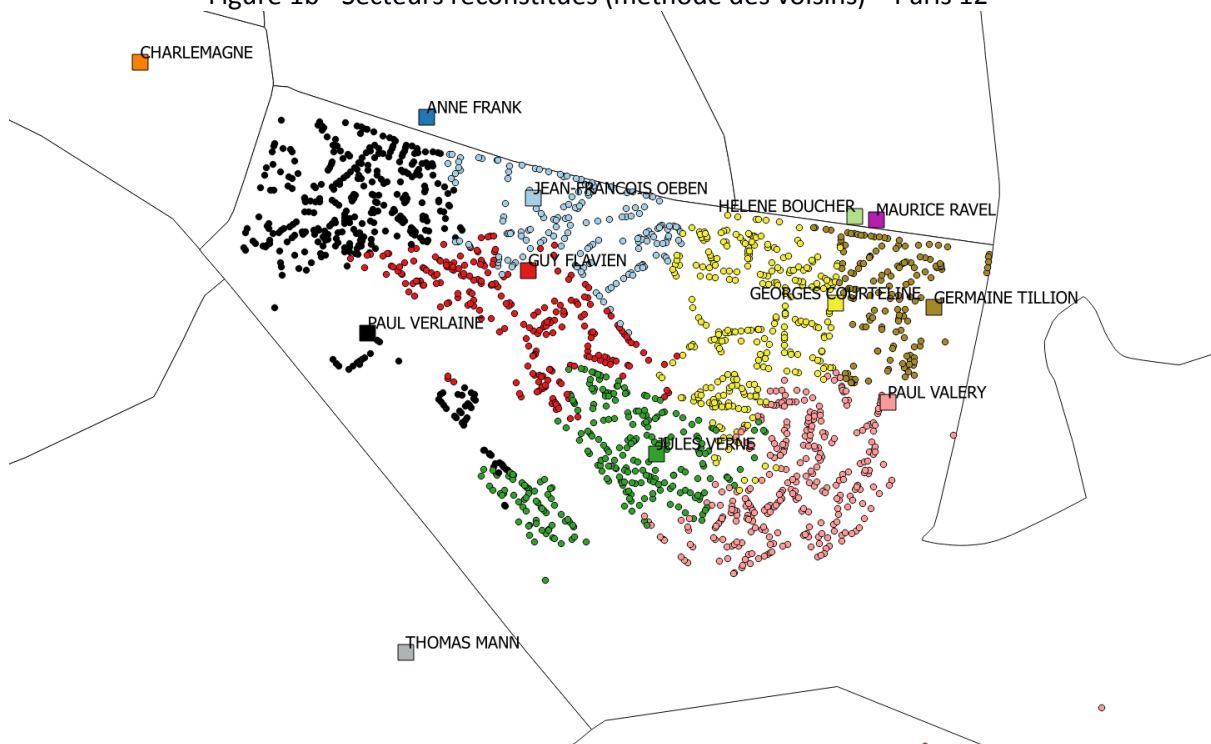 Figure 1b - Secteurs reconstitués (méthode des voisins) – Paris 12
CHARLEMAGNE
ANNE FRANK
JEAN-FRANCOIS OEBEN
HELENE BOUCHER
MAURICE RAVEL
GUY FLAVIEN
GEORGES COURTELINE
GERMAINE TILLION
PAUL VERLAINE
PAUL VALERY
JULES VERNE
THOMAS MANN